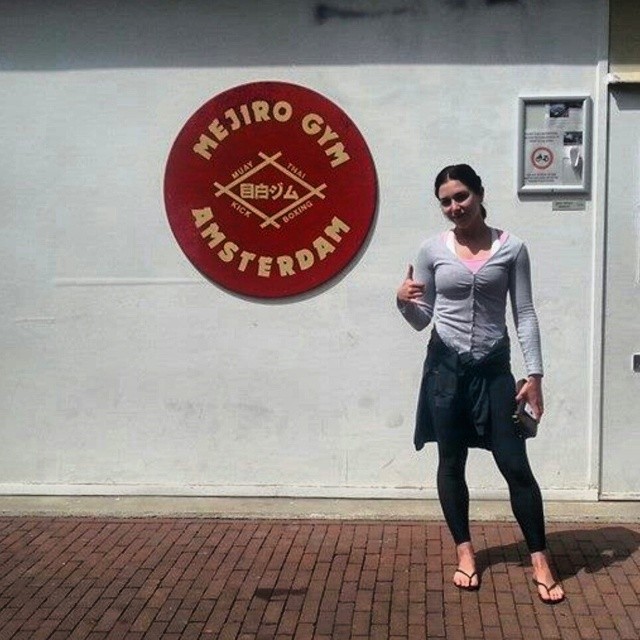 MEJIRO GYM
MUAY THAI
目白ジム
KICK BOXING
AMSTERDAM